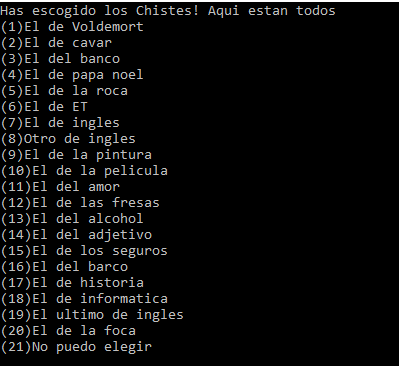 Has escogido los Chistes! Aqui estan todos
(1)El de Voldemort
(2)El de cavar
(3)El del banco
(4)El de papa noel
(5)El de la roca
(6)El de ET
(7)El de ingles
(8)Otro de ingles
(9)El de la pintura
(10)El de la pelicula
(11)El del amor
(12)El de las fresas
(13)El del alcohol
(14)El del adjetivo
(15)El de los seguros
(16)El del barco
(17)El de historia
(18)El de informatica
(19)El ultimo de ingles
(20)El de la foca
(21)No puedo elegir